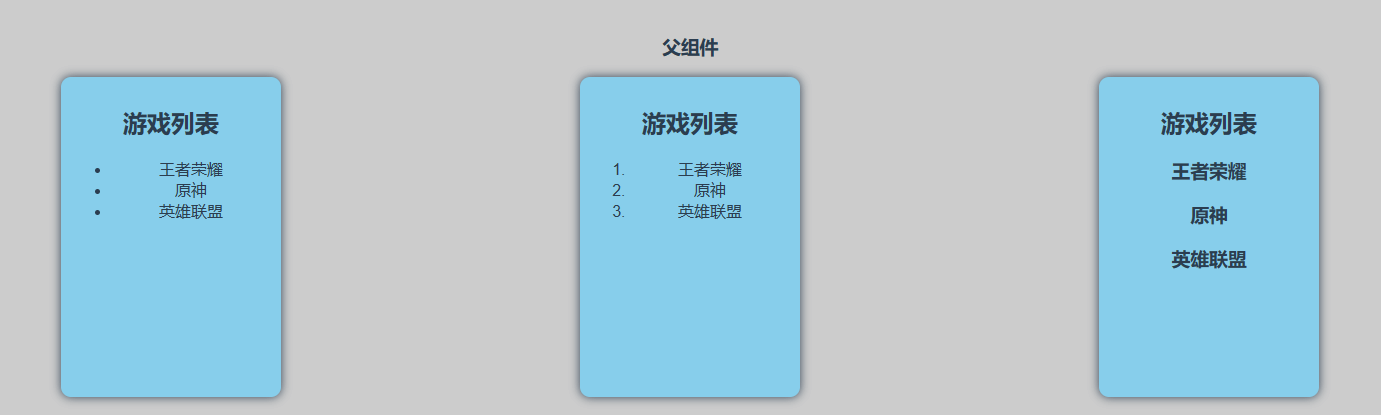 父组件
游戏列表
• 王者荣耀
• 原神
• 英雄联盟
游戏列表
1. 王者荣耀
2. 原神
3. 英雄联盟
游戏列表
王者荣耀
原神
英雄联盟